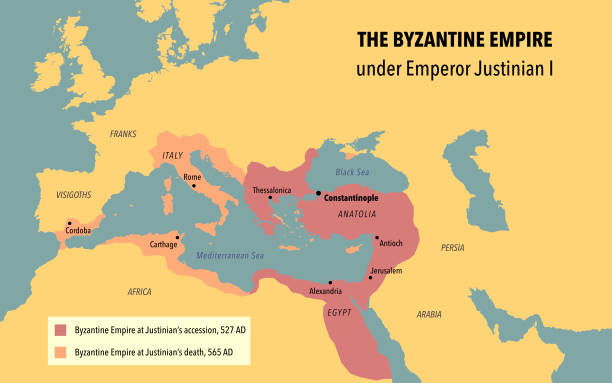 THE BYZANTINE EMPIRE
under Emperor Justinian I
FRANKS
ITALY
Rome
Black Sea
Thessalonica
Constantinople
VISIGOTHS
ANATOLIA
Cordoba
Carthage
Antioch
PERSIA
Mediterranean Sea
Jerusalem
AFRICA
Alexandria
EGYPT
ARABIA
Byzantine Empire at Justinian's accession, 527 AD
Byzantine Empire at Justinian's death, 565 AD